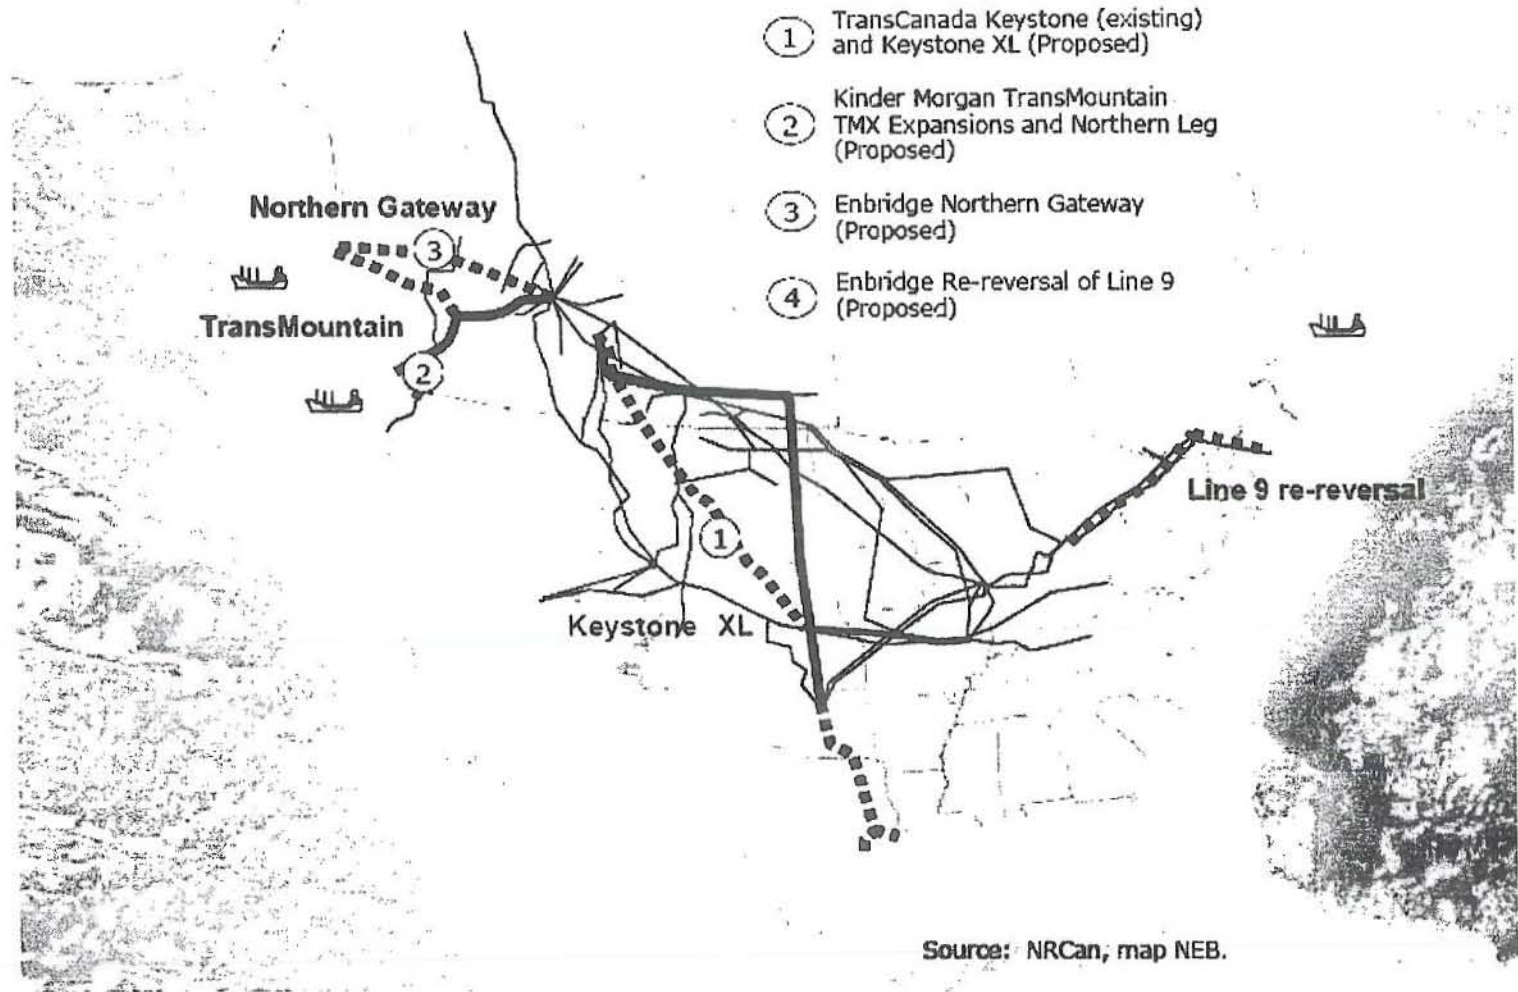 1
TransCanada Keystone (existing)
and Keystone XL (Proposed)
2
Kinder Morgan TransMountain
TMX Expansions and Northern Leg
(Proposed)
3
Enbridge Northern Gateway
(Proposed)
4
Enbridge Re-reversal of Line 9
(Proposed)
Northern Gateway
3
TransMountain
2
Line 9 re-reversal
1
Keystone XL
Source: NRCan, map NEB.